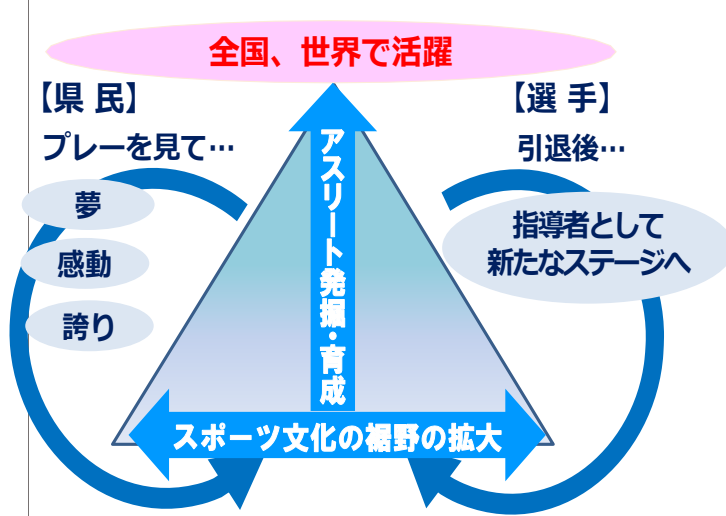 全国、世界で活躍
【県 民】
プレーを見て…
夢
感動
誇り
【選 手】
引退後…
指導者として
新たなステージへ
アスリート発掘・育成
スポーツ文化の裾野の拡大